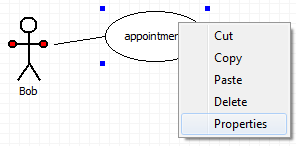 Cut
appointmen
Copy
Paste
Bob
Delete
Properties